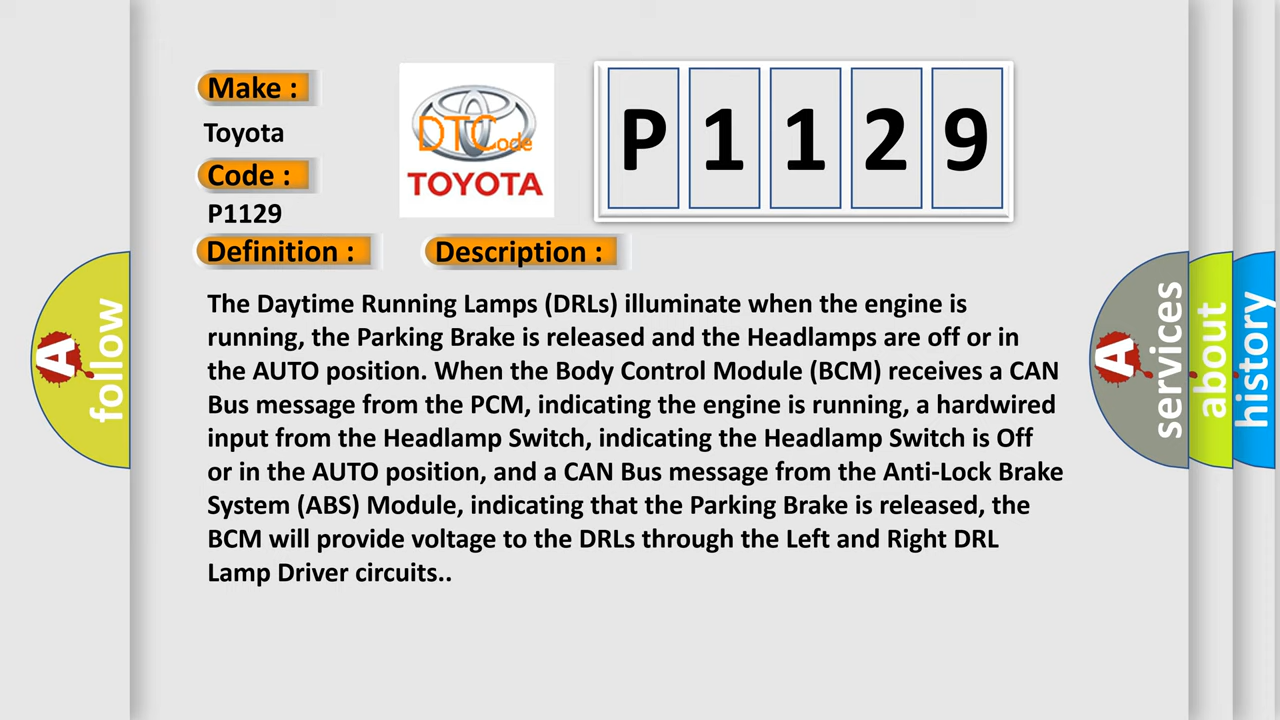 Make :
Toyota
Code :
P1129
DTCode
TOYOTA
P1129
Definition :
Description :
The Daytime Running Lamps (DRLs) illuminate when the engine is
running, the Parking Brake is released and the Headlamps are off or in
the AUTO position. When the Body Control Module (BCM) receives a CAN
Bus message from the PCM, indicating the engine is running, a hardwired
input from the Headlamp Switch, indicating the Headlamp Switch is Off
or in the AUTO position, and a CAN Bus message from the Anti-Lock Brake
System (ABS) Module, indicating that the Parking Brake is released, the
BCM will provide voltage to the DRLs through the Left and Right DRL
Lamp Driver circuits..
A
follow
A
services
about
history